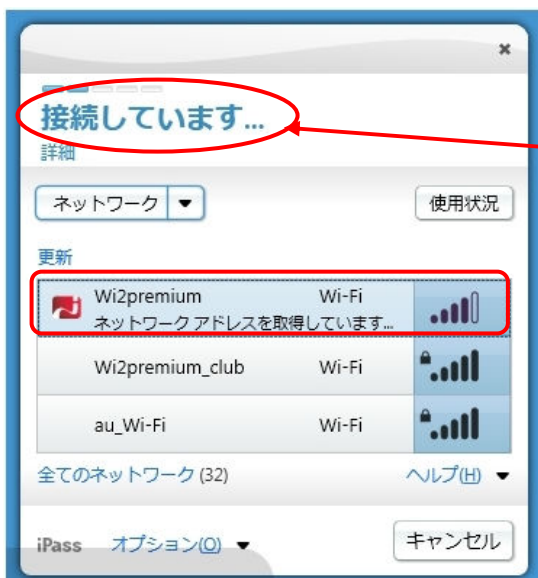 接続しています...
詳細
ネットワーク
使用状況
更新
Wi2premium Wi-Fi
ネットワーク アドレスを取得しています...
Wi2premium_club Wi-Fi
au_Wi-Fi Wi-Fi
全てのネットワーク (32) ヘルプ(H)
iPass オプション(O) キャンセル